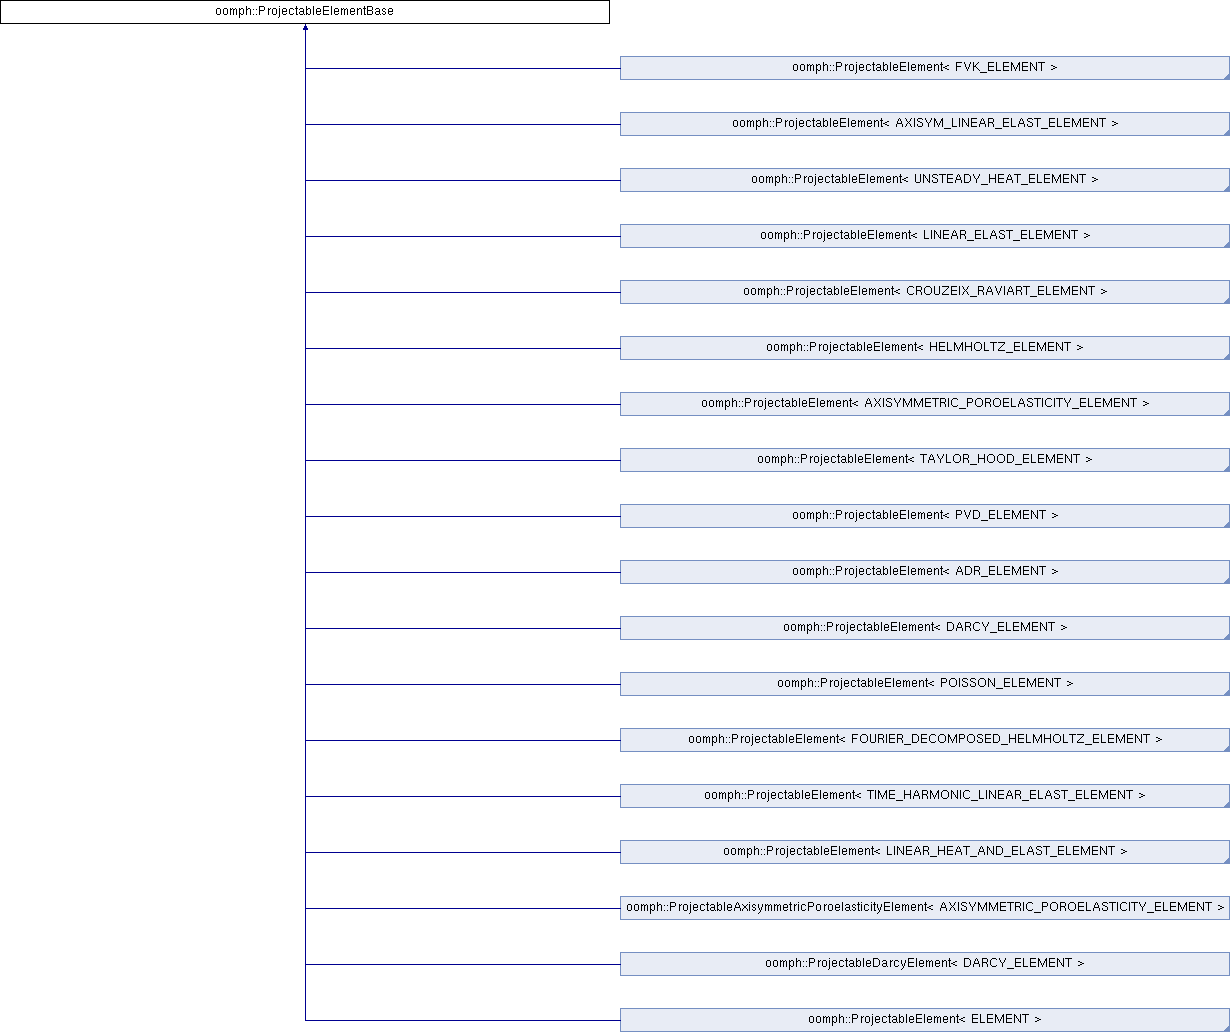 oomph::ProjectableElementBase
oomph::ProjectableElement< FVK_ELEMENT >
oomph::ProjectableElement< AXISYM_LINEAR_ELAST_ELEMENT >
oomph::ProjectableElement< UNSTEADY_HEAT_ELEMENT >
oomph::ProjectableElement< LINEAR_ELAST_ELEMENT >
oomph::ProjectableElement< CROUZEIX_RAVIART_ELEMENT >
oomph::ProjectableElement< HELMHOLTZ_ELEMENT >
oomph::ProjectableElement< AXISYMMETRIC_POROELASTICITY_ELEMENT >
oomph::ProjectableElement< TAYLOR_HOOD_ELEMENT >
oomph::ProjectableElement< PVD_ELEMENT >
oomph::ProjectableElement< ADR_ELEMENT >
oomph::ProjectableElement< DARCY_ELEMENT >
oomph::ProjectableElement< POISSON_ELEMENT >
oomph::ProjectableElement< FOURIER_DECOMPOSED_HELMHOLTZ_ELEMENT >
oomph::ProjectableElement< TIME_HARMONIC_LINEAR_ELAST_ELEMENT >
oomph::ProjectableElement< LINEAR_HEAT_AND_ELAST_ELEMENT >
oomph::ProjectableAxisymmetricPoroelasticityElement< AXISYMMETRIC_POROELASTICITY_ELEMENT >
oomph::ProjectableDarcyElement< DARCY_ELEMENT >
oomph::ProjectableElement< ELEMENT >